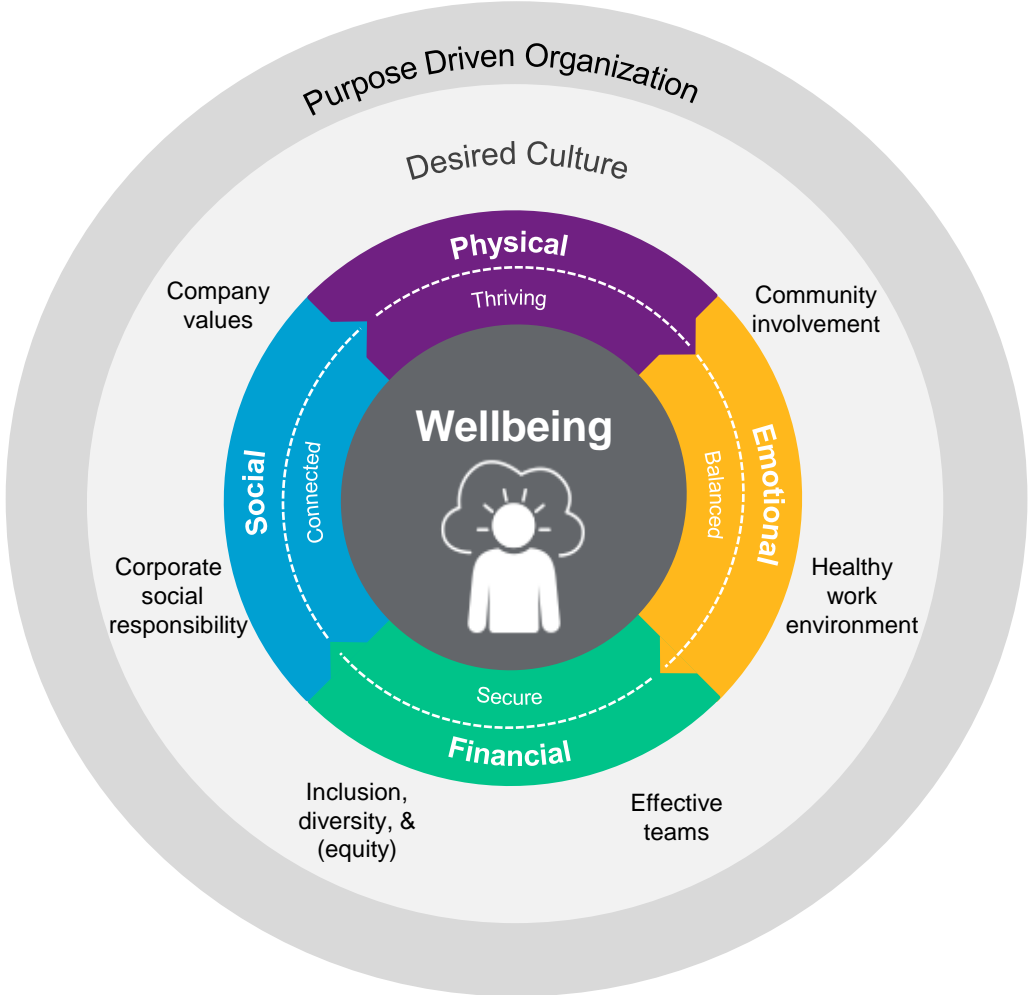 Purpose Driven Organization
Desired Culture
Physical
Thriving
Company
values
Community
involvement
Wellbeing
Social
Connected
Emotional
Balanced
Corporate
social
responsibility
Healthy
work
environment
Secure
Financial
Inclusion,
diversity, &
(equity)
Effective
teams